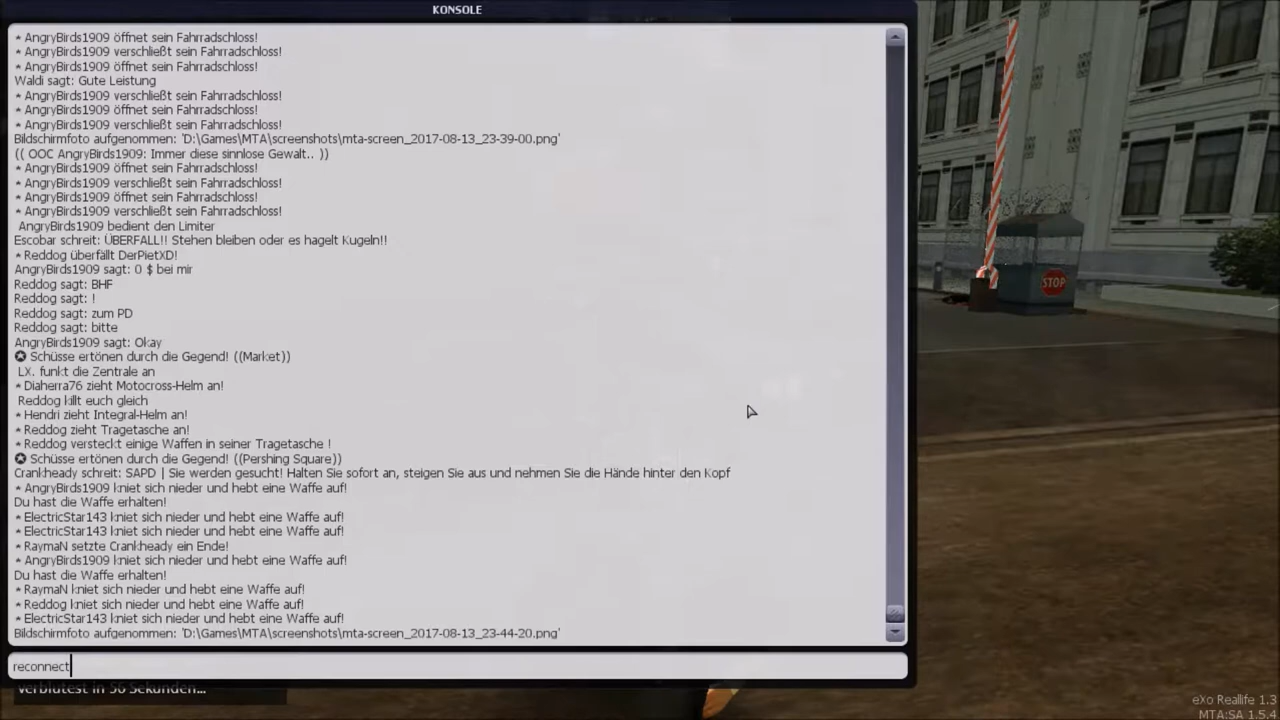 KONSOLE
* AngryBirds1909 öffnet sein Fahrradschloss!
* AngryBirds1909 verschließt sein Fahrradschloss!
* AngryBirds1909 öffnet sein Fahrradschloss!
Waldi sagt: Gute Leistung
* AngryBirds1909 verschließt sein Fahrradschloss!
* AngryBirds1909 öffnet sein Fahrradschloss!
* AngryBirds1909 verschließt sein Fahrradschloss!
Bildschirmfoto aufgenommen: 'D:\Games\MTA\screenshots\mta-screen_2017-08-13_23-39-00.png'
(( OOC AngryBirds1909: Immer diese sinnlose Gewalt.. ))
* AngryBirds1909 öffnet sein Fahrradschloss!
* AngryBirds1909 verschließt sein Fahrradschloss!
* AngryBirds1909 öffnet sein Fahrradschloss!
* AngryBirds1909 verschließt sein Fahrradschloss!
AngryBirds1909 bedient den Limiter
Escobar schreit: ÜBERFALL!! Stehen bleiben oder es hagelt Kugeln!!
* Reddog überfällt DerPietXD!
AngryBirds1909 sagt: 0 $ bei mir
Reddog sagt: BHF
Reddog sagt: !
Reddog sagt: zum PD
Reddog sagt: bitte
AngryBirds1909 sagt: Okay
✪ Schüsse ertönen durch die Gegend! ((Market))
LX. funkt die Zentrale an
* Diaherra76 zieht Motocross-Helm an!
Reddog killt euch gleich
* Hendri zieht Integral-Helm an!
* Reddog zieht Tragetasche an!
* Reddog versteckt einige Waffen in seiner Tragetasche !
✪ Schüsse ertönen durch die Gegend! ((Pershing Square))
Crankheady schreit: SAPD | Sie werden gesucht! Halten Sie sofort an, steigen Sie aus und nehmen Sie die Hände hinter den Kopf
* AngryBirds1909 kniet sich nieder und hebt eine Waffe auf!
Du hast die Waffe erhalten!
* ElectricStar143 kniet sich nieder und hebt eine Waffe auf!
* ElectricStar143 kniet sich nieder und hebt eine Waffe auf!
* RaymaN setzte Crankheady ein Ende!
* AngryBirds1909 kniet sich nieder und hebt eine Waffe auf!
Du hast die Waffe erhalten!
* RaymaN kniet sich nieder und hebt eine Waffe auf!
* Reddog kniet sich nieder und hebt eine Waffe auf!
* ElectricStar143 kniet sich nieder und hebt eine Waffe auf!
Bildschirmfoto aufgenommen: 'D:\Games\MTA\screenshots\mta-screen_2017-08-13_23-44-20.png'
reconnect
verblutest in 56 Sekunden...
STOP
eXo Reallife 1.3
MTA:SA 1.5.4